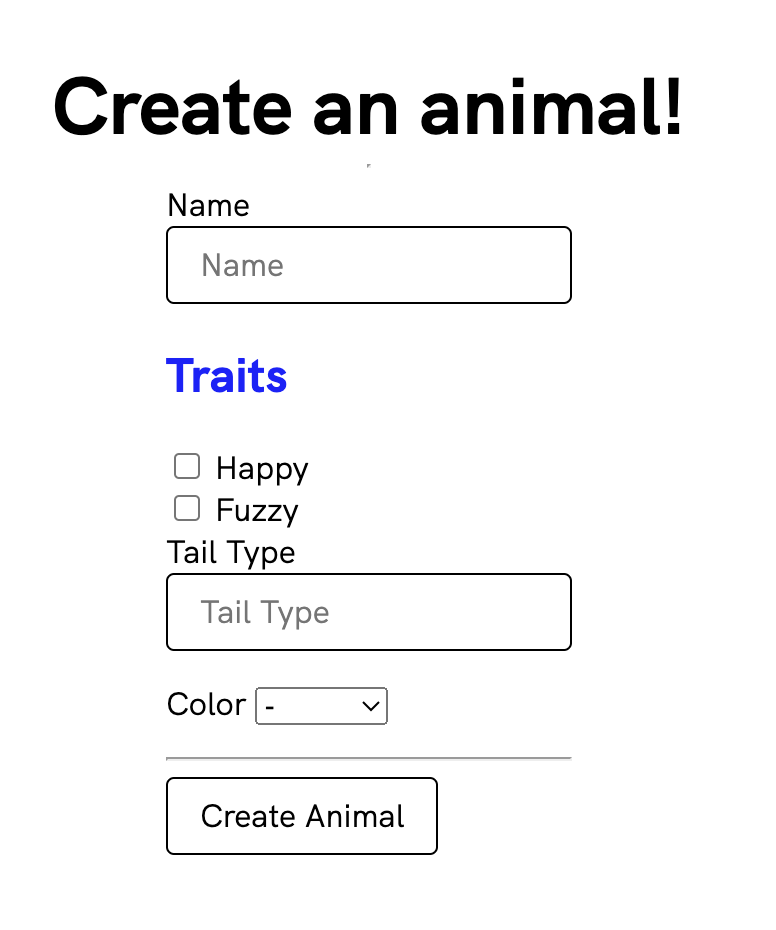 Create an animal!
Name
Name
Traits
Happy
Fuzzy
Tail Type
Tail Type
Color -
Create Animal